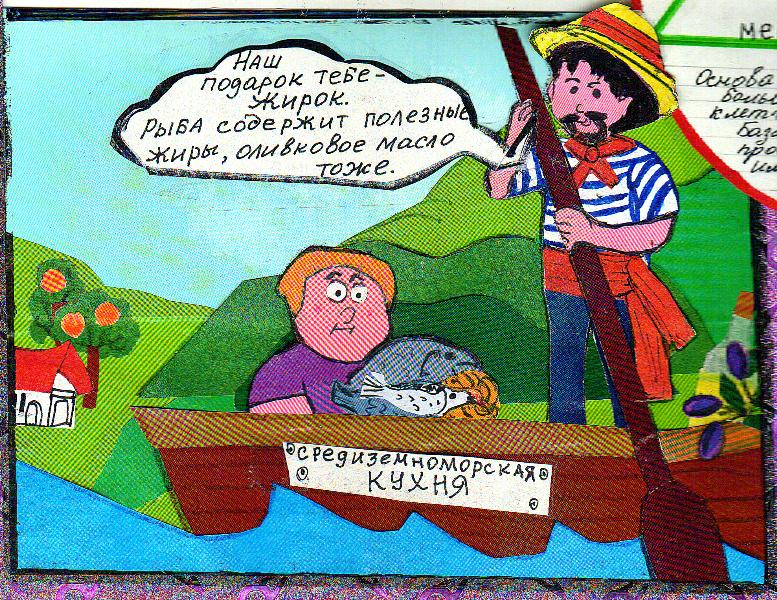 Наш
подарок тебе-
жирок.
Рыба содержит полезные
жиры, оливковое масло
тоже.
средиземноморская
кухня
ме
Основа
боль
клет
база
про